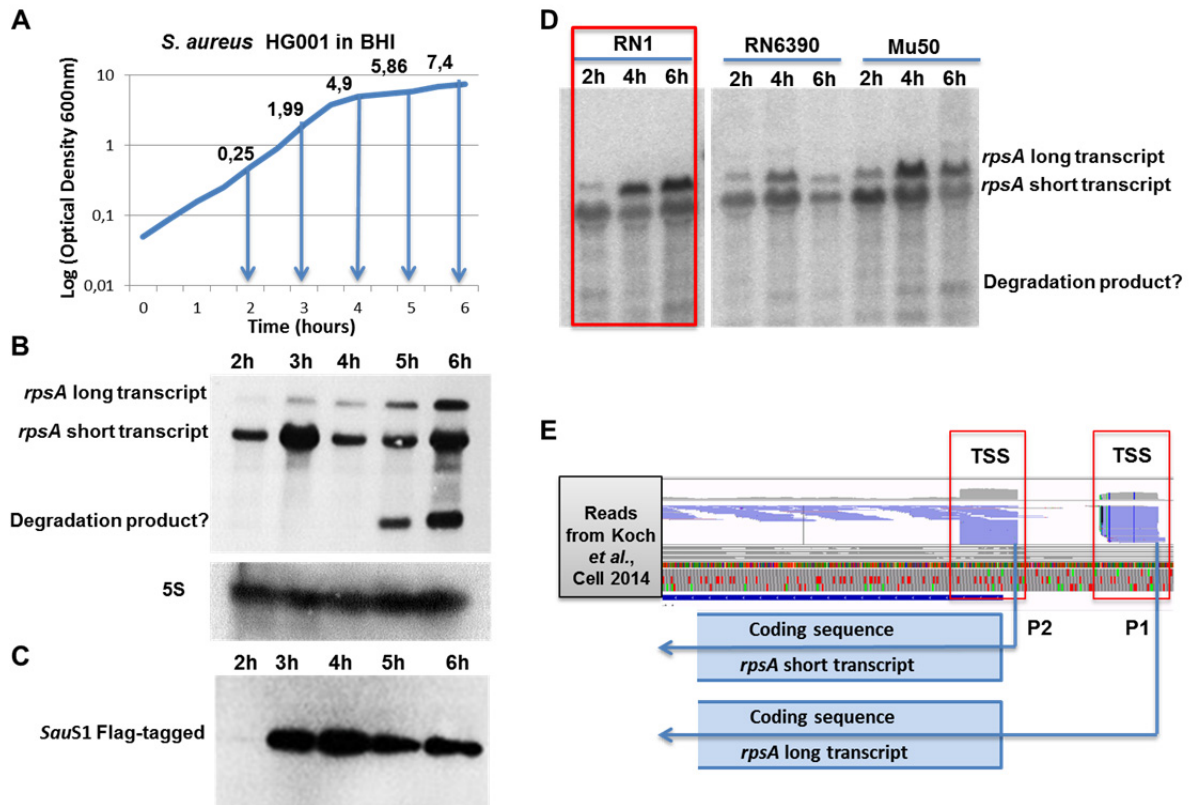 A
S. aureus HG001 in BHI
Log (Optical Density 600nm)
10
1
0,1
0,01
0,25
1,99
4,9
5,86
7,4
0 1 2 3 4 5 6
Time (hours)
B
2h 3h 4h 5h 6h
rpsA long transcript
rpsA short transcript
Degradation product?
5S
C
2h 3h 4h 5h 6h
SauS1 Flag-tagged
D
RN1 RN6390 Mu50
2h 4h 6h 2h 4h 6h 2h 4h 6h
rpsA long transcript
rpsA short transcript
Degradation product?
E
TSS TSS
Reads
from Koch
et al.,
Cell 2014
P2 P1
Coding sequence
rpsA short transcript
Coding sequence
rpsA long transcript